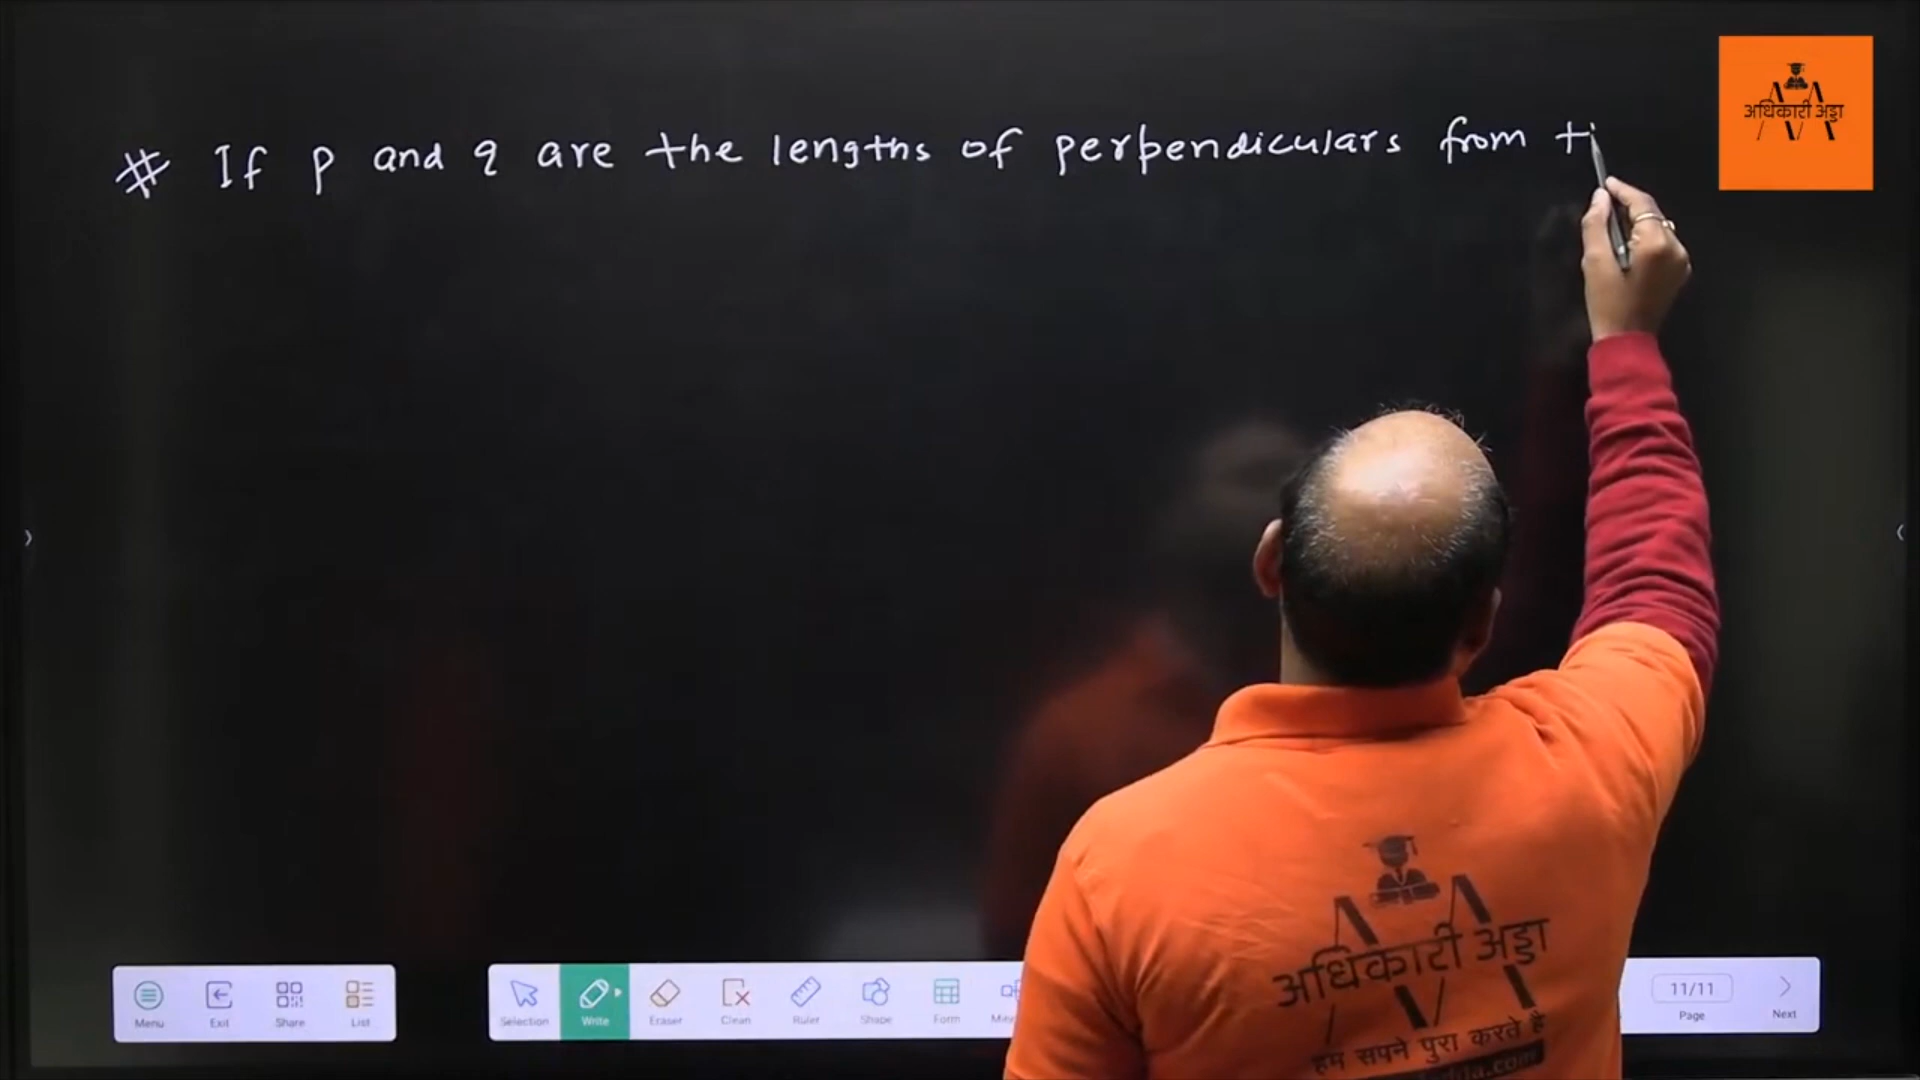 अधिकारी अड्डा
# If p and q are the lengths of perpendiculars from
Menu
Exit
Share
List
Selection
Write
Eraser
Clean
Ruler
Shape
Form
11/11
Page
Next
अधिकारी अड्डा
हम सपने पुरा करते है